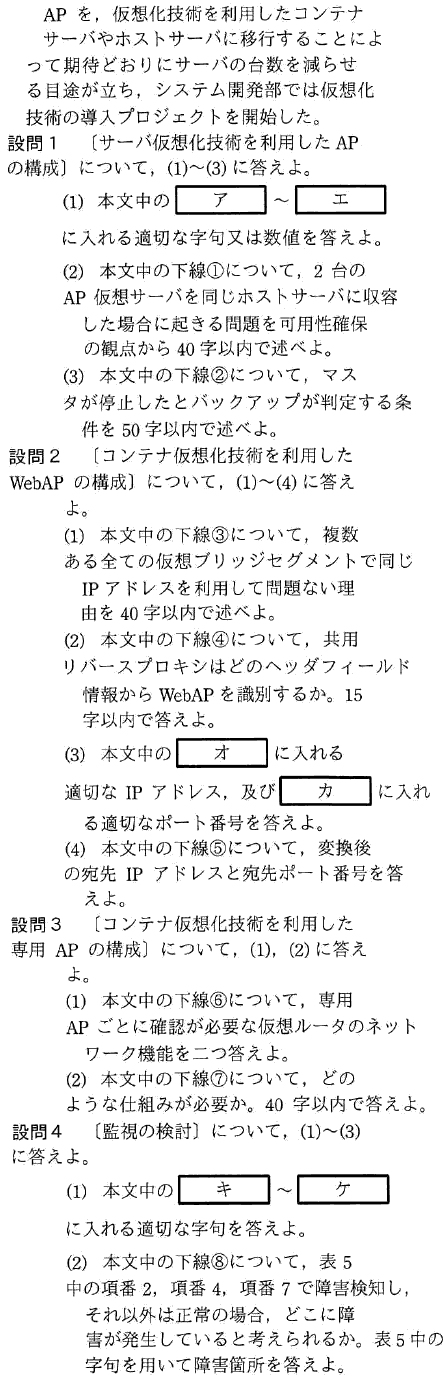 AP を，仮想化技術を利用したコンテナ
サーバやホストサーバに移行することによ
って期待どおりにサーバの台数を減らせ
る目途が立ち，システム開発部では仮想化
技術の導入プロジェクトを開始した。
設問１　〔サーバ仮想化技術を利用した AP
の構成〕について，(1)～(3) に答えよ。
(1) 本文中の ア ～ エ
に入れる適切な字句又は数値を答えよ。
(2) 本文中の下線①について，2 台の
AP 仮想サーバを同じホストサーバに収容
した場合に起きる問題を可用性確保
の観点から 40 字以内で述べよ。
(3) 本文中の下線②について，マス
タが停止したとバックアップが判定する条
件を 50 字以内で述べよ。
設問２　〔コンテナ仮想化技術を利用した
WebAP の構成〕について，(1)～(4) に答え
よ。
(1) 本文中の下線③について，複数
ある全ての仮想ブリッジセグメントで同じ
IP アドレスを利用して問題ない理
由を 40 字以内で述べよ。
(2) 本文中の下線④について，共用
リバースプロキシはどのヘッダフィールド
情報から WebAP を識別するか。15
字以内で答えよ。
(3) 本文中の オ に入れる
適切な IP アドレス，及び カ に入れ
る適切なポート番号を答えよ。
(4) 本文中の下線⑤について，変換後
の宛先 IP アドレスと宛先ポート番号を答
えよ。
設問３　〔コンテナ仮想化技術を利用した
専用 AP の構成〕について，(1)，(2) に答え
よ。
(1) 本文中の下線⑥について，専用
AP ごとに確認が必要な仮想ルータのネット
ワーク機能を二つ答えよ。
(2) 本文中の下線⑦について，どの
ような仕組みが必要か。40 字以内で答えよ。
設問４　〔監視の検討〕について，(1)～(3)
に答えよ。
(1) 本文中の キ ～ ケ
に入れる適切な字句を答えよ。
(2) 本文中の下線⑧について，表 5
中の項番 2，項番 4，項番 7 で障害検知し，
それ以外は正常の場合，どこに障
害が発生していると考えられるか。表 5 中の
字句を用いて障害箇所を答えよ。